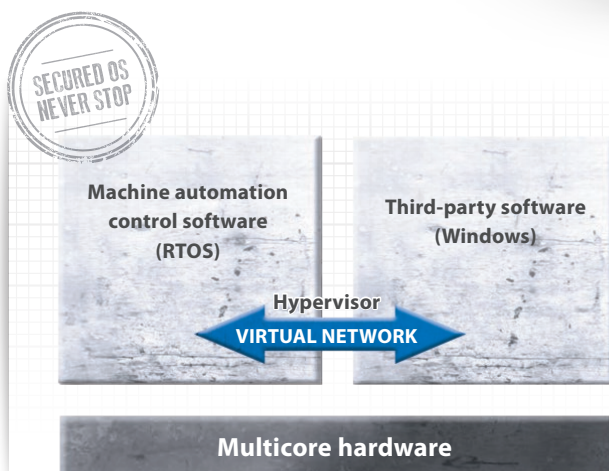 SECURED OS
NEVER STOP
Machine automation
control software
(RTOS)
Third-party software
(Windows)
Hypervisor
VIRTUAL NETWORK
Multicore hardware